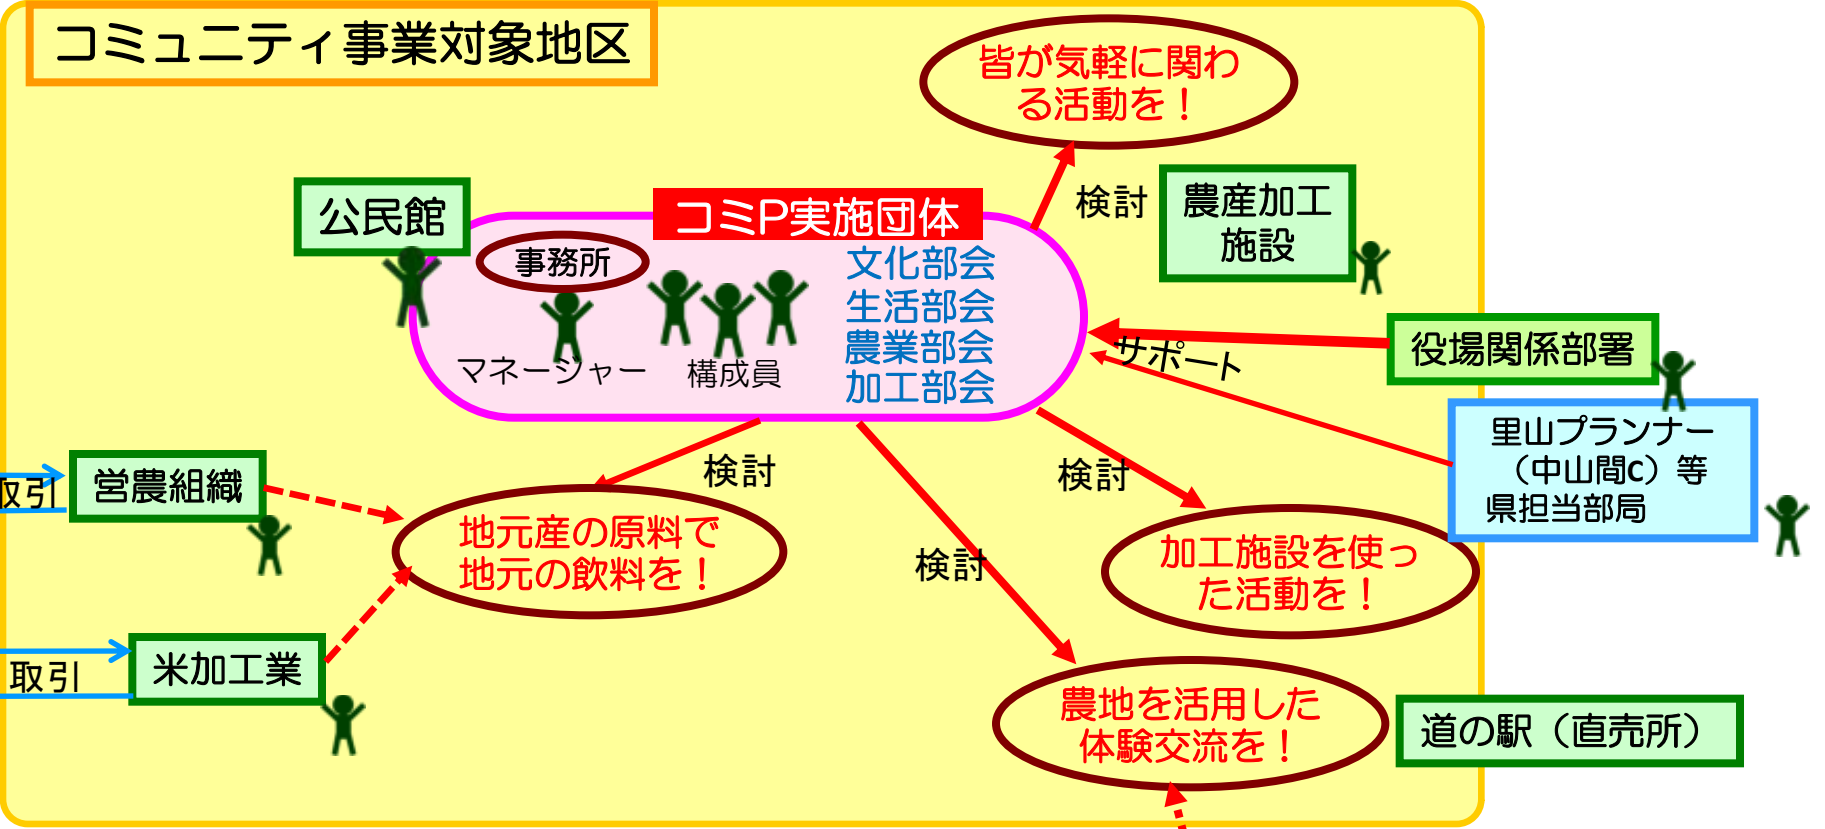 コミュニティ事業対象地区
皆が気軽に関わ
る活動を！
検討
農産加工
施設
公民館
コミP実施団体
事務所
文化部会
生活部会
農業部会
加工部会
マネージャー
構成員
サポート
役場関係部署
里山プランナー
（中山間C）等
県担当部局
検討
検討
検討
取引
営農組織
地元産の原料で
地元の飲料を！
加工施設を使っ
た活動を！
取引
米加工業
農地を活用した
体験交流を！
道の駅（直売所）